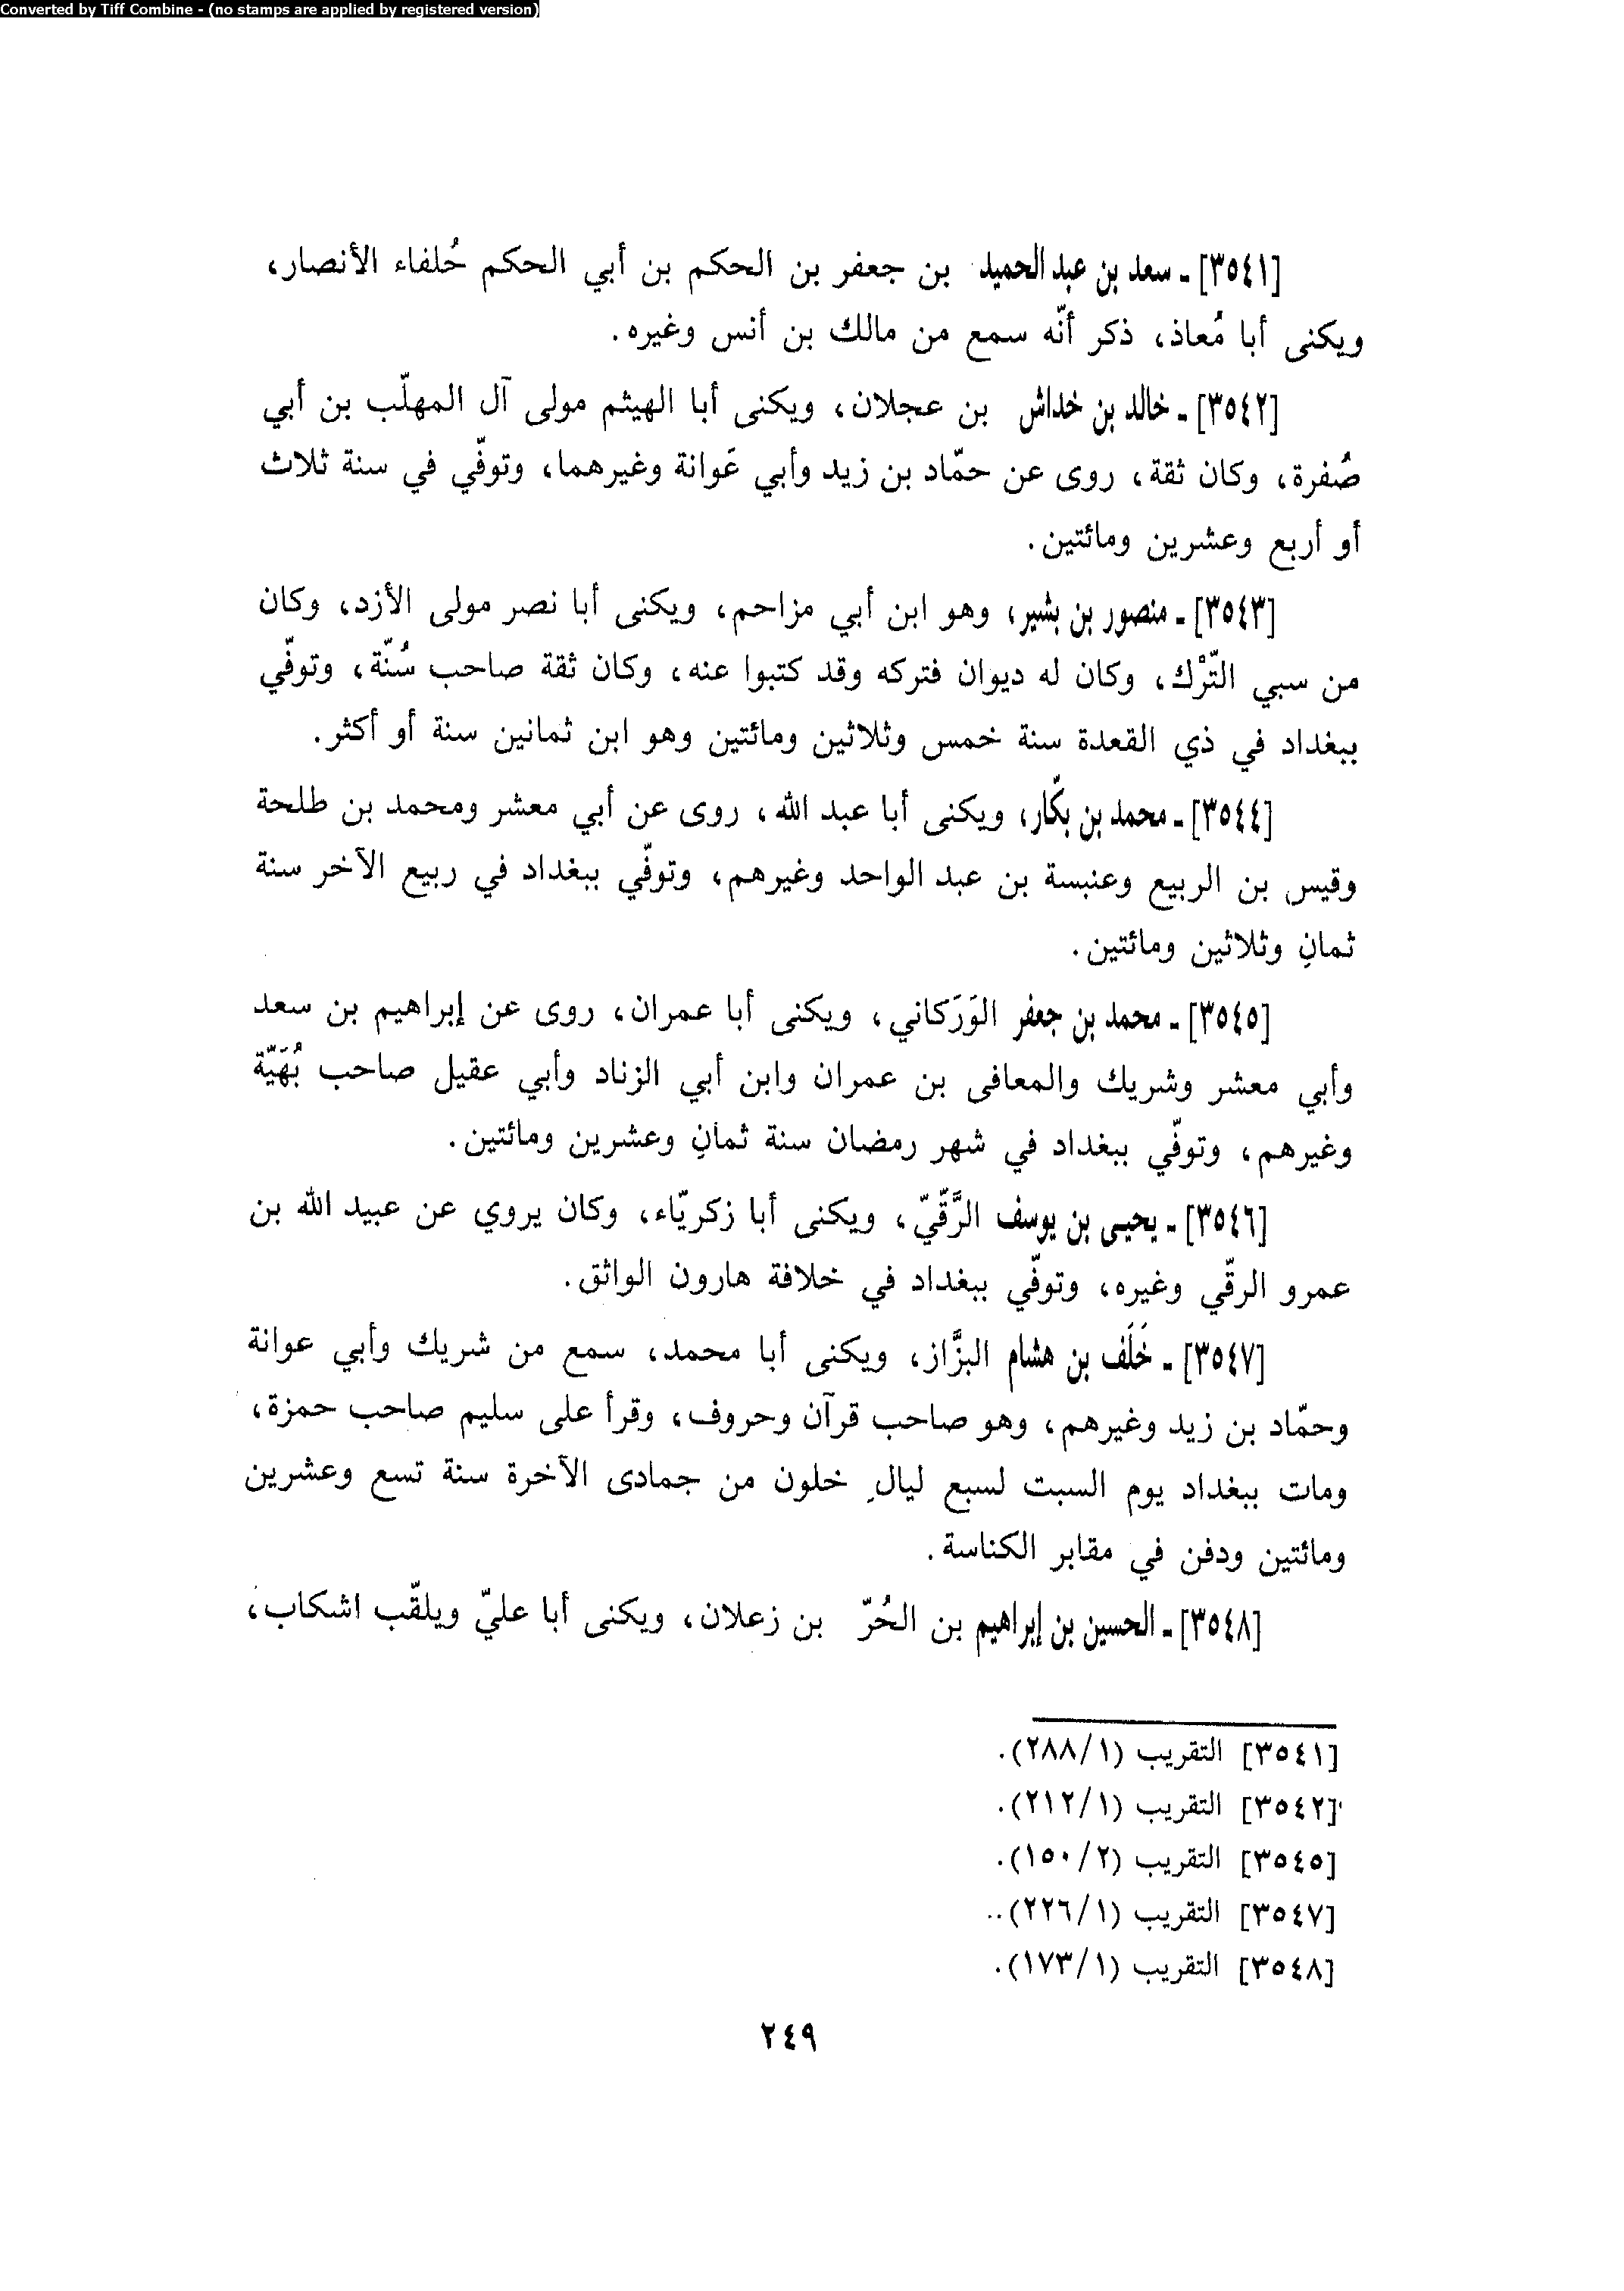 Converted by Tiff Combine - (no stamps are applied by registered version)
[٣٥٤١] - سعد بن عبد الحميد بن جعفر بن الحكم بن أبي الحكم حُلفاء الأنصار،
ويكنى أبا مُعاذ، ذكر أنّه سمع من مالك بن أنس وغيره.
[٣٥٤٢] - خالد بن خداش بن عجلان، ويكنى أبا الهيثم مولى آل المهلّب بن أبي
صُفرة، وكان ثقة، روى عن حمّاد بن زيد وأبي عَوانة وغيرهما، وتوفّي في سنة ثلاث
أو أربع وعشرين ومائتين.
[٣٥٤٣] - منصور بن بشير، وهو ابن أبي مزاحم، ويكنى أبا نصر مولى الأزد، وكان
من سبي التّرْك، وكان له ديوان فتركه وقد كتبوا عنه، وكان ثقة صاحب سُنّة، وتوفّي
ببغداد في ذي القعدة سنة خمس وثلاثين ومائتين وهو ابن ثمانين سنة أو أكثر.
[٣٥٤٤] - محمد بن بكّار، ويكنى أبا عبد الله، روى عن أبي معشر ومحمد بن طلحة
وقيس بن الربيع وعنبسة بن عبد الواحد وغيرهم، وتوفّي ببغداد في ربيع الآخر سنة
ثمانِ وثلاثين ومائتين.
[٣٥٤٥] - محمد بن جعفر الوَرَكاني، ويكنى أبا عمران، روى عن إبراهيم بن سعد
وأبي معشر وشريك والمعافى بن عمران وابن أبي الزناد وأبي عقيل صاحب بُهَيّة
وغيرهم، وتوفّي ببغداد في شهر رمضان سنة ثمانِ وعشرين ومائتين.
[٣٥٤٦] - يحيى بن يوسف الرَّقّيّ، ويكنى أبا زكريّاء، وكان يروي عن عبيد الله بن
عمرو الرقّي وغيره، وتوفّي ببغداد في خلافة هارون الواثق.
[٣٥٤٧] - خَلَف بن هشام البزَّاز، ويكنى أبا محمد، سمع من شريك وأبي عوانة
وحمّاد بن زيد وغيرهم، وهو صاحب قرآن وحروف، وقرأ على سليم صاحب حمزة،
ومات ببغداد يوم السبت لسبع ليالٍ خلون من جمادى الآخرة سنة تسع وعشرين
ومائتين ودفن في مقابر الكناسة.
[٣٥٤٨] - الحسين بن إبراهيم بن الحُرّ بن زعلان، ويكنى أبا عليّ ويلقّب اشكاب،
[٣٥٤١] التقريب (٢٨٨/١).
[٣٥٤٢] التقريب (٢١٢/١).
[٣٥٤٥] التقريب (١٥٠/٢).
[٣٥٤٧] التقريب (٢٢٦/١)..
[٣٥٤٨] التقريب (١٧٣/١).
٢٤٩